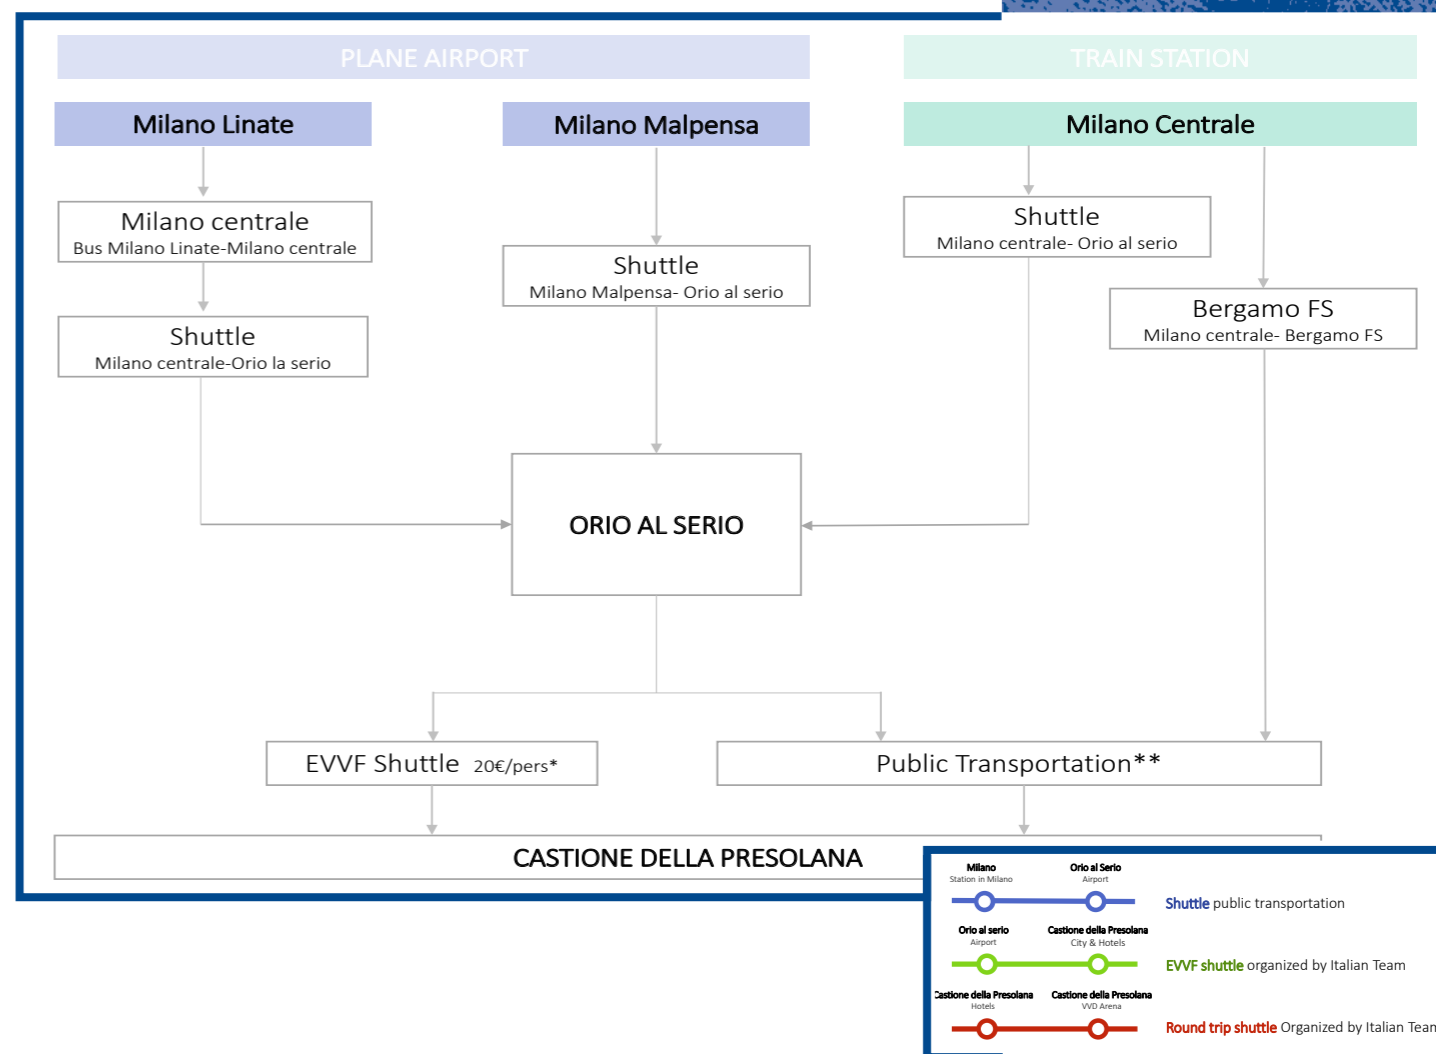 PLANE AIRPORT
TRAIN STATION
Milano Linate
Milano Malpensa
Milano Centrale
Milano centrale
Bus Milano Linate-Milano centrale
Shuttle
Milano centrale- Orio al serio
Shuttle
Milano Malpensa- Orio al serio
Bergamo FS
Milano centrale- Bergamo FS
Shuttle
Milano centrale-Orio la serio
ORIO AL SERIO
EVVF Shuttle 20€/pers*
Public Transportation**
CASTIONE DELLA PRESOLANA
Milano
Station in Milano
Orio al Serio
Airport
Shuttle public transportation
Orio al serio
Airport
Castione della Presolana
City & Hotels
EVVF shuttle organized by Italian Team
Castione della Presolana
Hotels
Castione della Presolana
VVD Arena
Round trip shuttle Organized by Italian Team